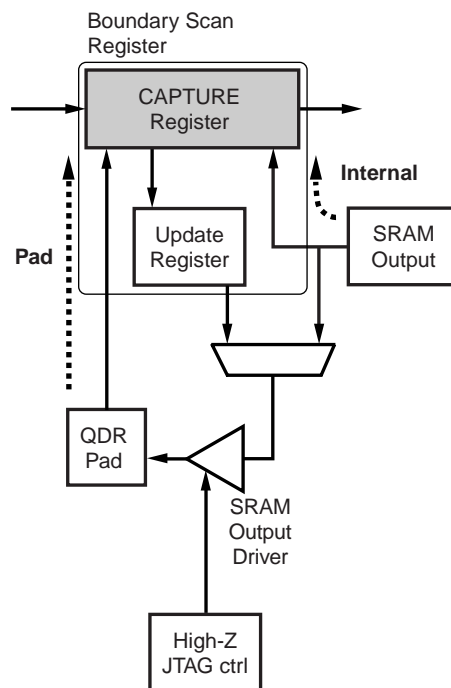 Boundary Scan
Register
CAPTURE
Register
Internal
Pad
Update
Register
SRAM
Output
QDR
Pad
SRAM
Output
Driver
High-Z
JTAG ctrl